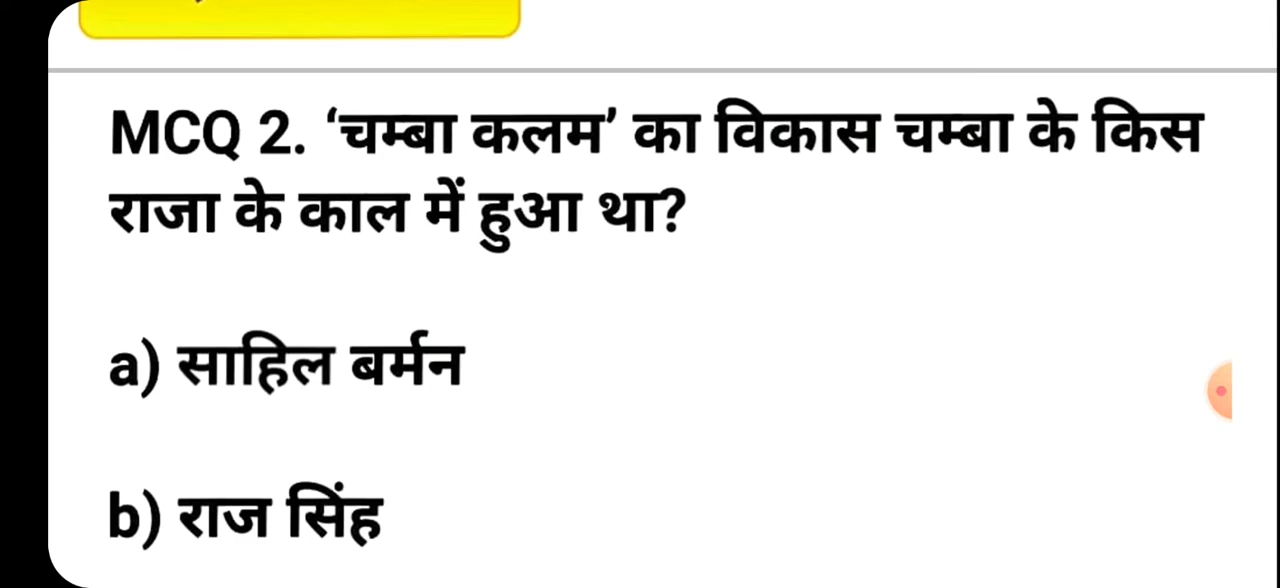 MCQ 2. ‘चम्बा कलम’ का विकास चम्बा के किस
राजा के काल में हुआ था?
a) साहिल बर्मन
b) राज सिंह